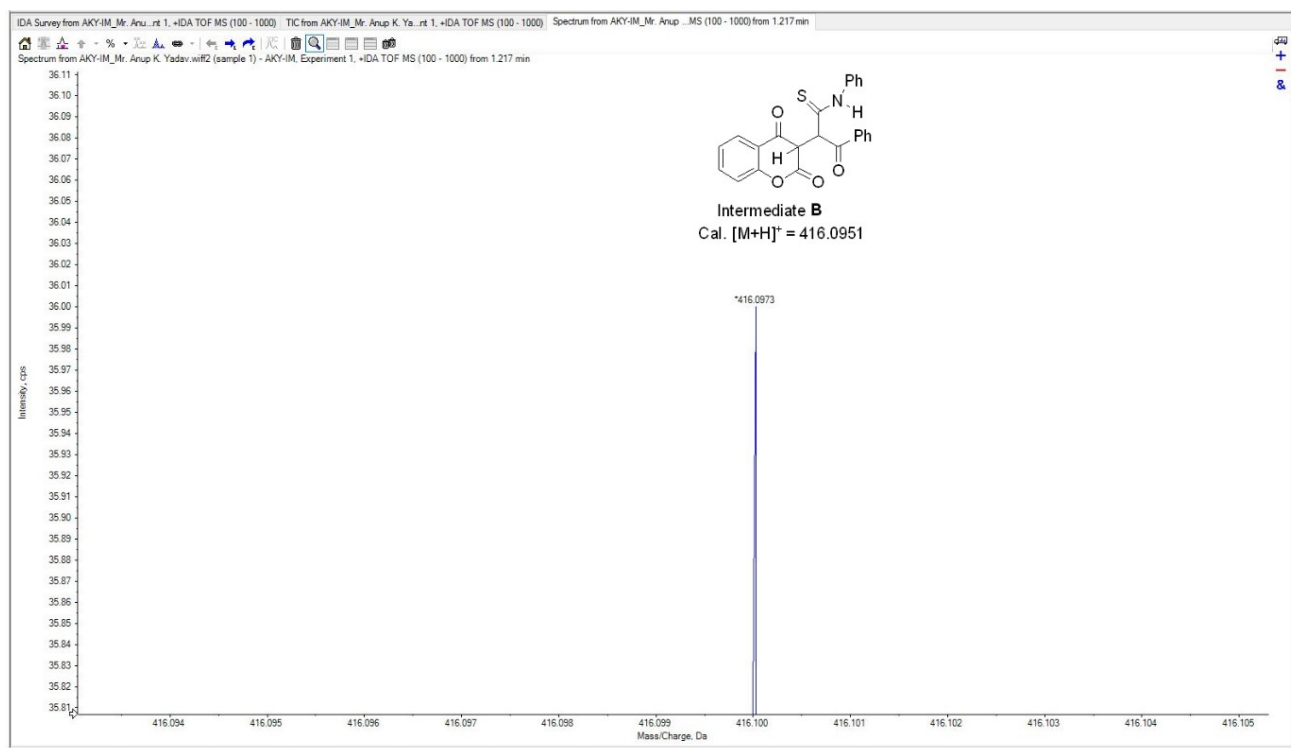 IDA Survey from AKY-IM_Mr. Anu...nt 1, +IDA TOF MS (100 - 1000)
TIC from AKY-IM_Mr. Anup K. Ya...nt 1, +IDA TOF MS (100 - 1000)
Spectrum from AKY-IM_Mr. Anup ...MS (100 - 1000) from 1.217 min
%
Spectrum from AKY-IM_Mr. Anup K. Yadav.wiff2 (sample 1) - AKY-IM, Experiment 1, +IDA TOF MS (100 - 1000) from 1.217 min
+
−
&
36.11
36.10
36.09
36.08
36.07
36.06
36.05
36.04
36.03
36.02
36.01
36.00
35.99
35.98
35.97
35.96
35.95
35.94
35.93
35.92
35.91
35.90
35.89
35.88
35.87
35.86
35.85
35.84
35.83
35.82
35.81
Intensity, cps
Ph
S N
H
O
Ph
H
O
O O
Intermediate B
Cal. [M+H]+ = 416.0951
*416.0973
416.094 416.095 416.096 416.097 416.098 416.099 416.100 416.101 416.102 416.103 416.104 416.105
Mass/Charge, Da